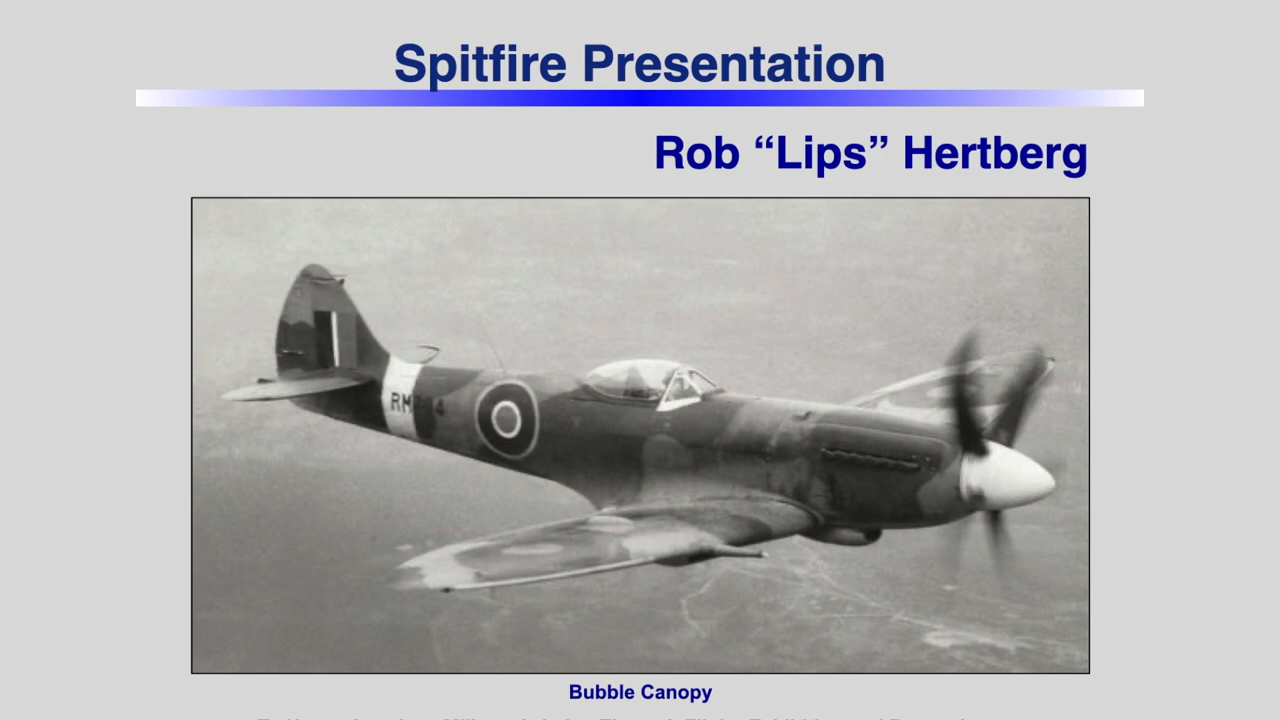 Spitfire Presentation
Rob “Lips” Hertberg
Bubble Canopy